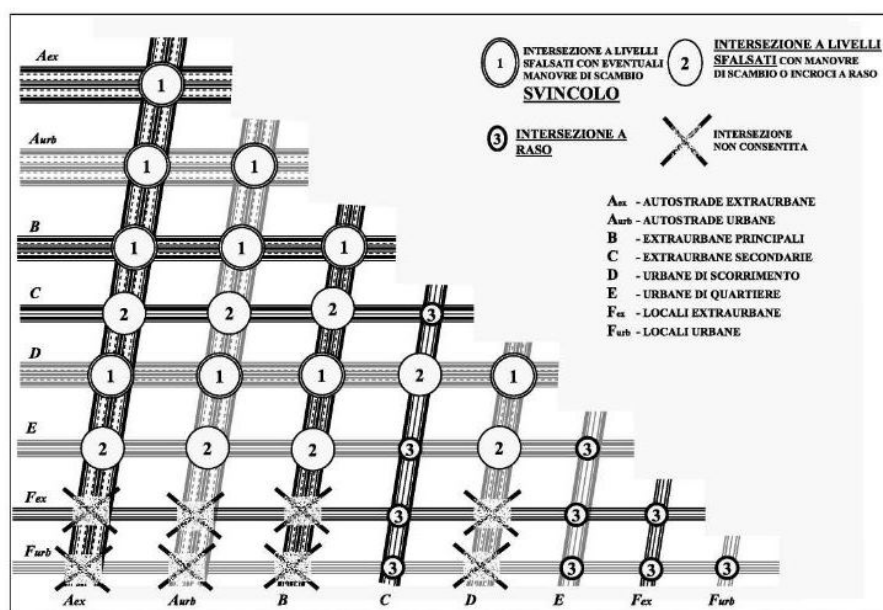 Aex
1
INTERSEZIONE A LIVELLI
SFALSATI CON EVENTUALI
MANOVRE DI SCAMBIO
SVINCOLO
1
2
INTERSEZIONE A LIVELLI
SFALSATI CON MANOVRE
DI SCAMBIO O INCROCI A RASO
3
INTERSEZIONE A
RASO
INTERSEZIONE
NON CONSENTITA
Aurb
1 1
Aex - AUTOSTRADE EXTRAURBANE
Aurb - AUTOSTRADE URBANE
B - EXTRAURBANE PRINCIPALI
C - EXTRAURBANE SECONDARIE
D - URBANE DI SCORRIMENTO
E - URBANE DI QUARTIERE
Fex - LOCALI EXTRAURBANE
Furb - LOCALI URBANE
B
1 1 1
C
2 2 2 3
D
1 1 1 2 1
E
2 2 2 3 2 3
Fex
3 3 3
Furb
3 3 3 3
Aex Aurb B C D E Fex Furb